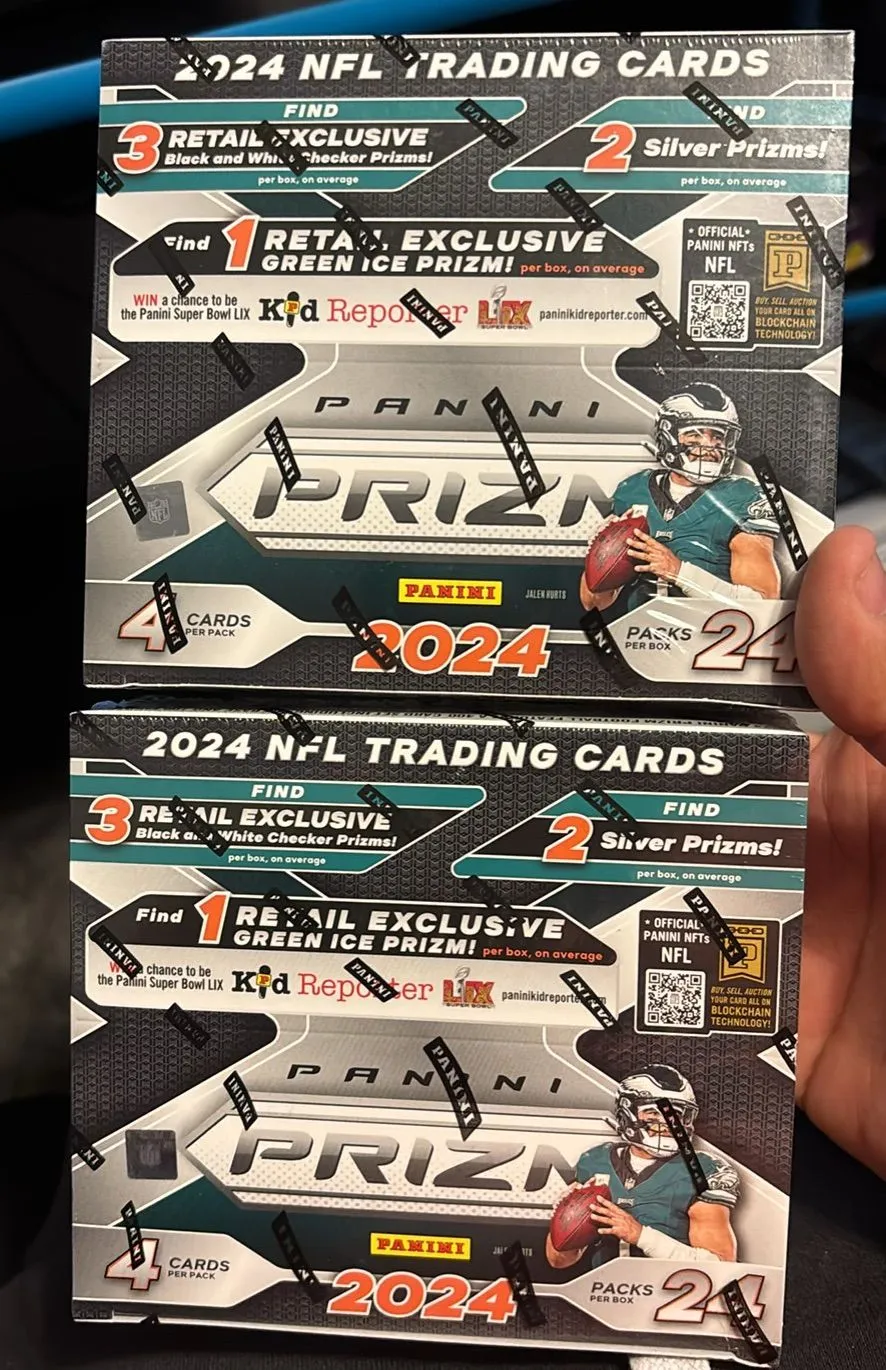 2024 NFL TRADING CARDS
FIND
3 RETAIL EXCLUSIVE
Black and White Checker Prizms!
per box, on average
FIND
2 Silver Prizms!
per box, on average
Find 1 RETAIL EXCLUSIVE
GREEN ICE PRIZM! per box, on average
WIN a chance to be
the Panini Super Bowl LIX
Kid Reporter
LIX
SUPER BOWL
paninikidreporter.com
* OFFICIAL*
PANINI NFTs
NFL
P
BUY, SELL, AUCTION
YOUR CARD ALL ON
BLOCKCHAIN
TECHNOLOGY!
PANINI
PRIZM
NFL
EAGLES
PANINI
JALEN HURTS
4 CARDS
PER PACK
2024
PACKS
PER BOX
24
2024 NFL TRADING CARDS
FIND
3 RETAIL EXCLUSIVE
Black and White Checker Prizms!
per box, on average
FIND
2 Silver Prizms!
per box, on average
Find 1 RETAIL EXCLUSIVE
GREEN ICE PRIZM! per box, on average
WIN a chance to be
the Panini Super Bowl LIX
Kid Reporter
LIX
SUPER BOWL
paninikidreporter
* OFFICIAL*
PANINI NFTs
NFL
P
BUY, SELL, AUCTION
YOUR CARD ALL ON
BLOCKCHAIN
TECHNOLOGY!
PANINI
PRIZM
PANINI
4 CARDS
PER PACK
2024
PACKS
PER BOX
24